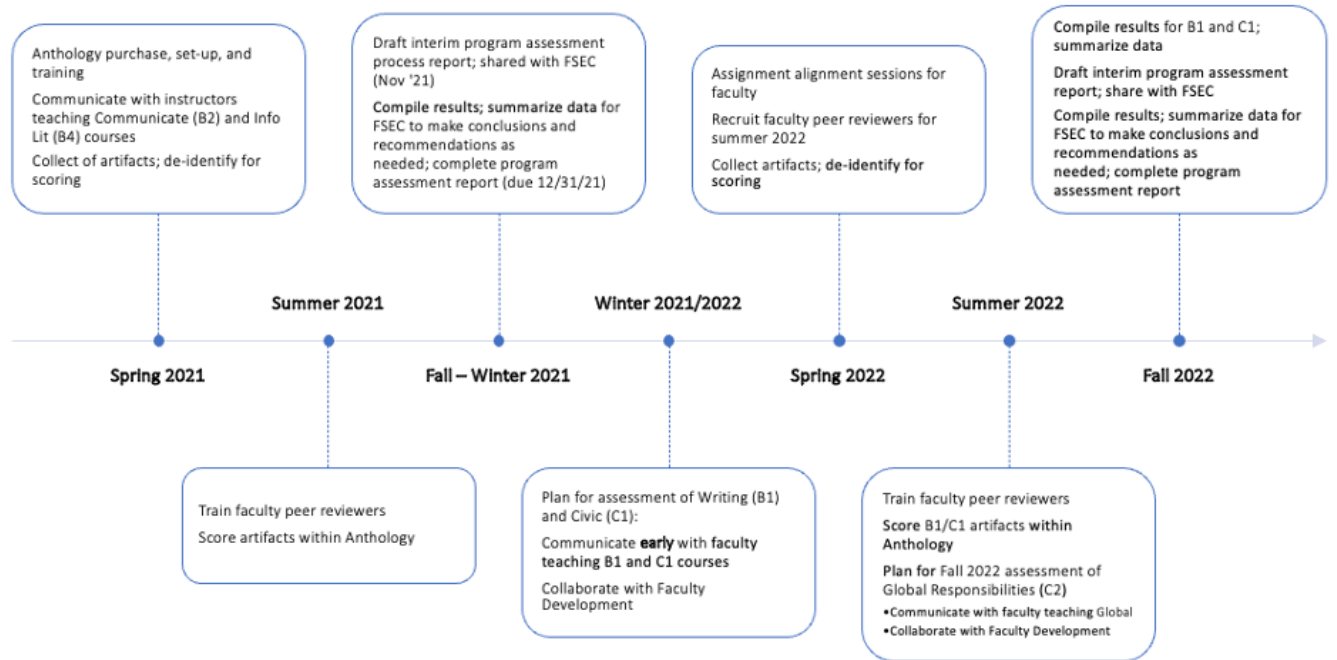 Anthology purchase, set-up, and
training
Communicate with instructors
teaching Communicate (B2) and Info
Lit (B4) courses
Collect of artifacts; de-identify for
scoring
Draft interim program assessment
process report; shared with FSEC
(Nov '21)
Compile results; summarize data for
FSEC to make conclusions and
recommendations as
needed; complete program
assessment report (due 12/31/21)
Assignment alignment sessions for
faculty
Recruit faculty peer reviewers for
summer 2022
Collect artifacts; de-identify for
scoring
Compile results for B1 and C1;
summarize data
Draft interim program assessment
report; share with FSEC
Compile results; summarize data for
FSEC to make conclusions and
recommendations as
needed; complete program
assessment report
Summer 2021
Winter 2021/2022
Summer 2022
Spring 2021
Fall – Winter 2021
Spring 2022
Fall 2022
Train faculty peer reviewers
Score artifacts within Anthology
Plan for assessment of Writing (B1)
and Civic (C1):
Communicate early with faculty
teaching B1 and C1 courses
Collaborate with Faculty
Development
Train faculty peer reviewers
Score B1/C1 artifacts within
Anthology
Plan for Fall 2022 assessment of
Global Responsibilities (C2)
•Communicate with faculty teaching Global
•Collaborate with Faculty Development